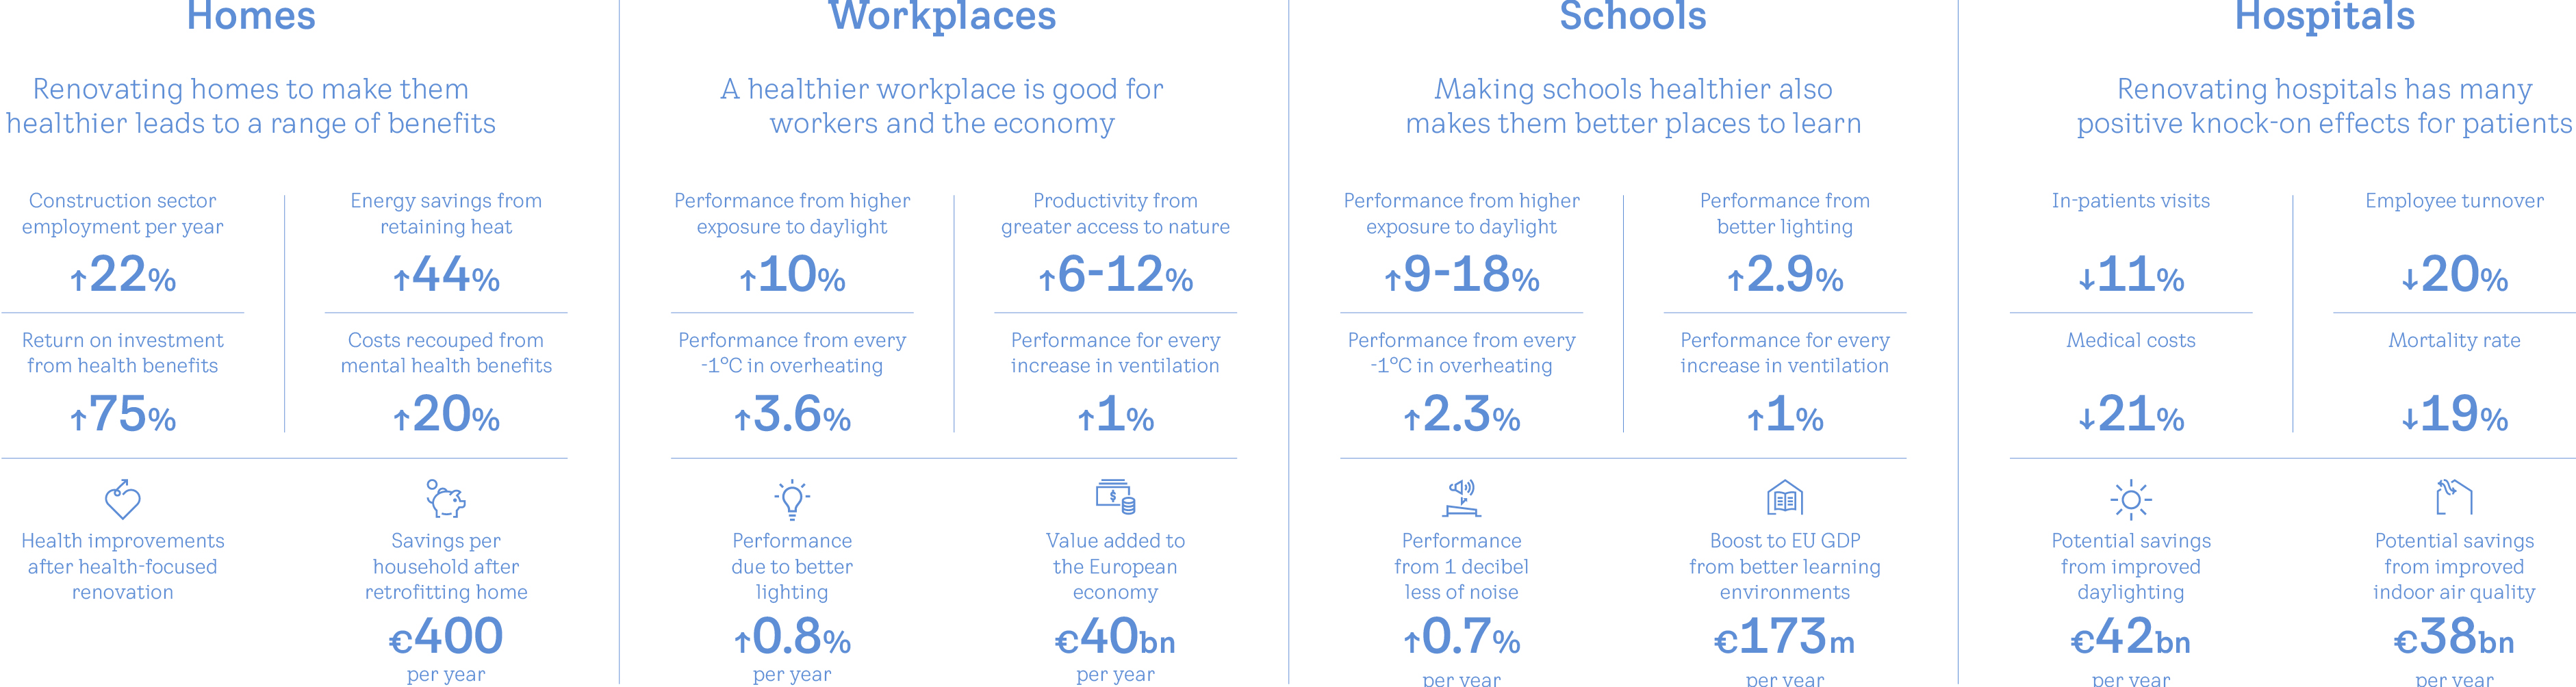 Homes
Renovating homes to make them
healthier leads to a range of benefits
Construction sector
employment per year
↑22%
Energy savings from
retaining heat
↑44%
Return on investment
from health benefits
↑75%
Costs recouped from
mental health benefits
↑20%
Health improvements
after health-focused
renovation
Savings per
household after
retrofitting home
€400
per year
Workplaces
A healthier workplace is good for
workers and the economy
Performance from higher
exposure to daylight
↑10%
Productivity from
greater access to nature
↑6-12%
Performance from every
-1°C in overheating
↑3.6%
Performance for every
increase in ventilation
↑1%
Performance
due to better
lighting
↑0.8%
per year
Value added to
the European
economy
€40bn
per year
Schools
Making schools healthier also
makes them better places to learn
Performance from higher
exposure to daylight
↑9-18%
Performance from
better lighting
↑2.9%
Performance from every
-1°C in overheating
↑2.3%
Performance for every
increase in ventilation
↑1%
Performance
from 1 decibel
less of noise
↑0.7%
per year
Boost to EU GDP
from better learning
environments
€173m
per year
Hospitals
Renovating hospitals has many
positive knock-on effects for patients
In-patients visits
↓11%
Employee turnover
↓20%
Medical costs
↓21%
Mortality rate
↓19%
Potential savings
from improved
daylighting
€42bn
per year
Potential savings
from improved
indoor air quality
€38bn
per year